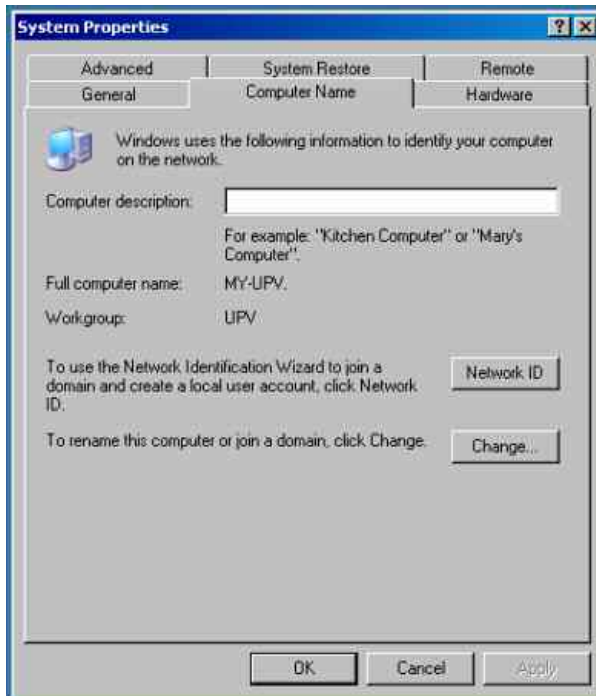 System Properties
Advanced
System Restore
Remote
General
Computer Name
Hardware
Windows uses the following information to identify your computer
on the network.
Computer description:
For example: "Kitchen Computer" or "Mary's
Computer".
Full computer name: MY-UPV.
Workgroup: UPV
To use the Network Identification Wizard to join a
domain and create a local user account, click Network
ID.
Network ID
To rename this computer or join a domain, click Change.
Change...
OK
Cancel
Apply